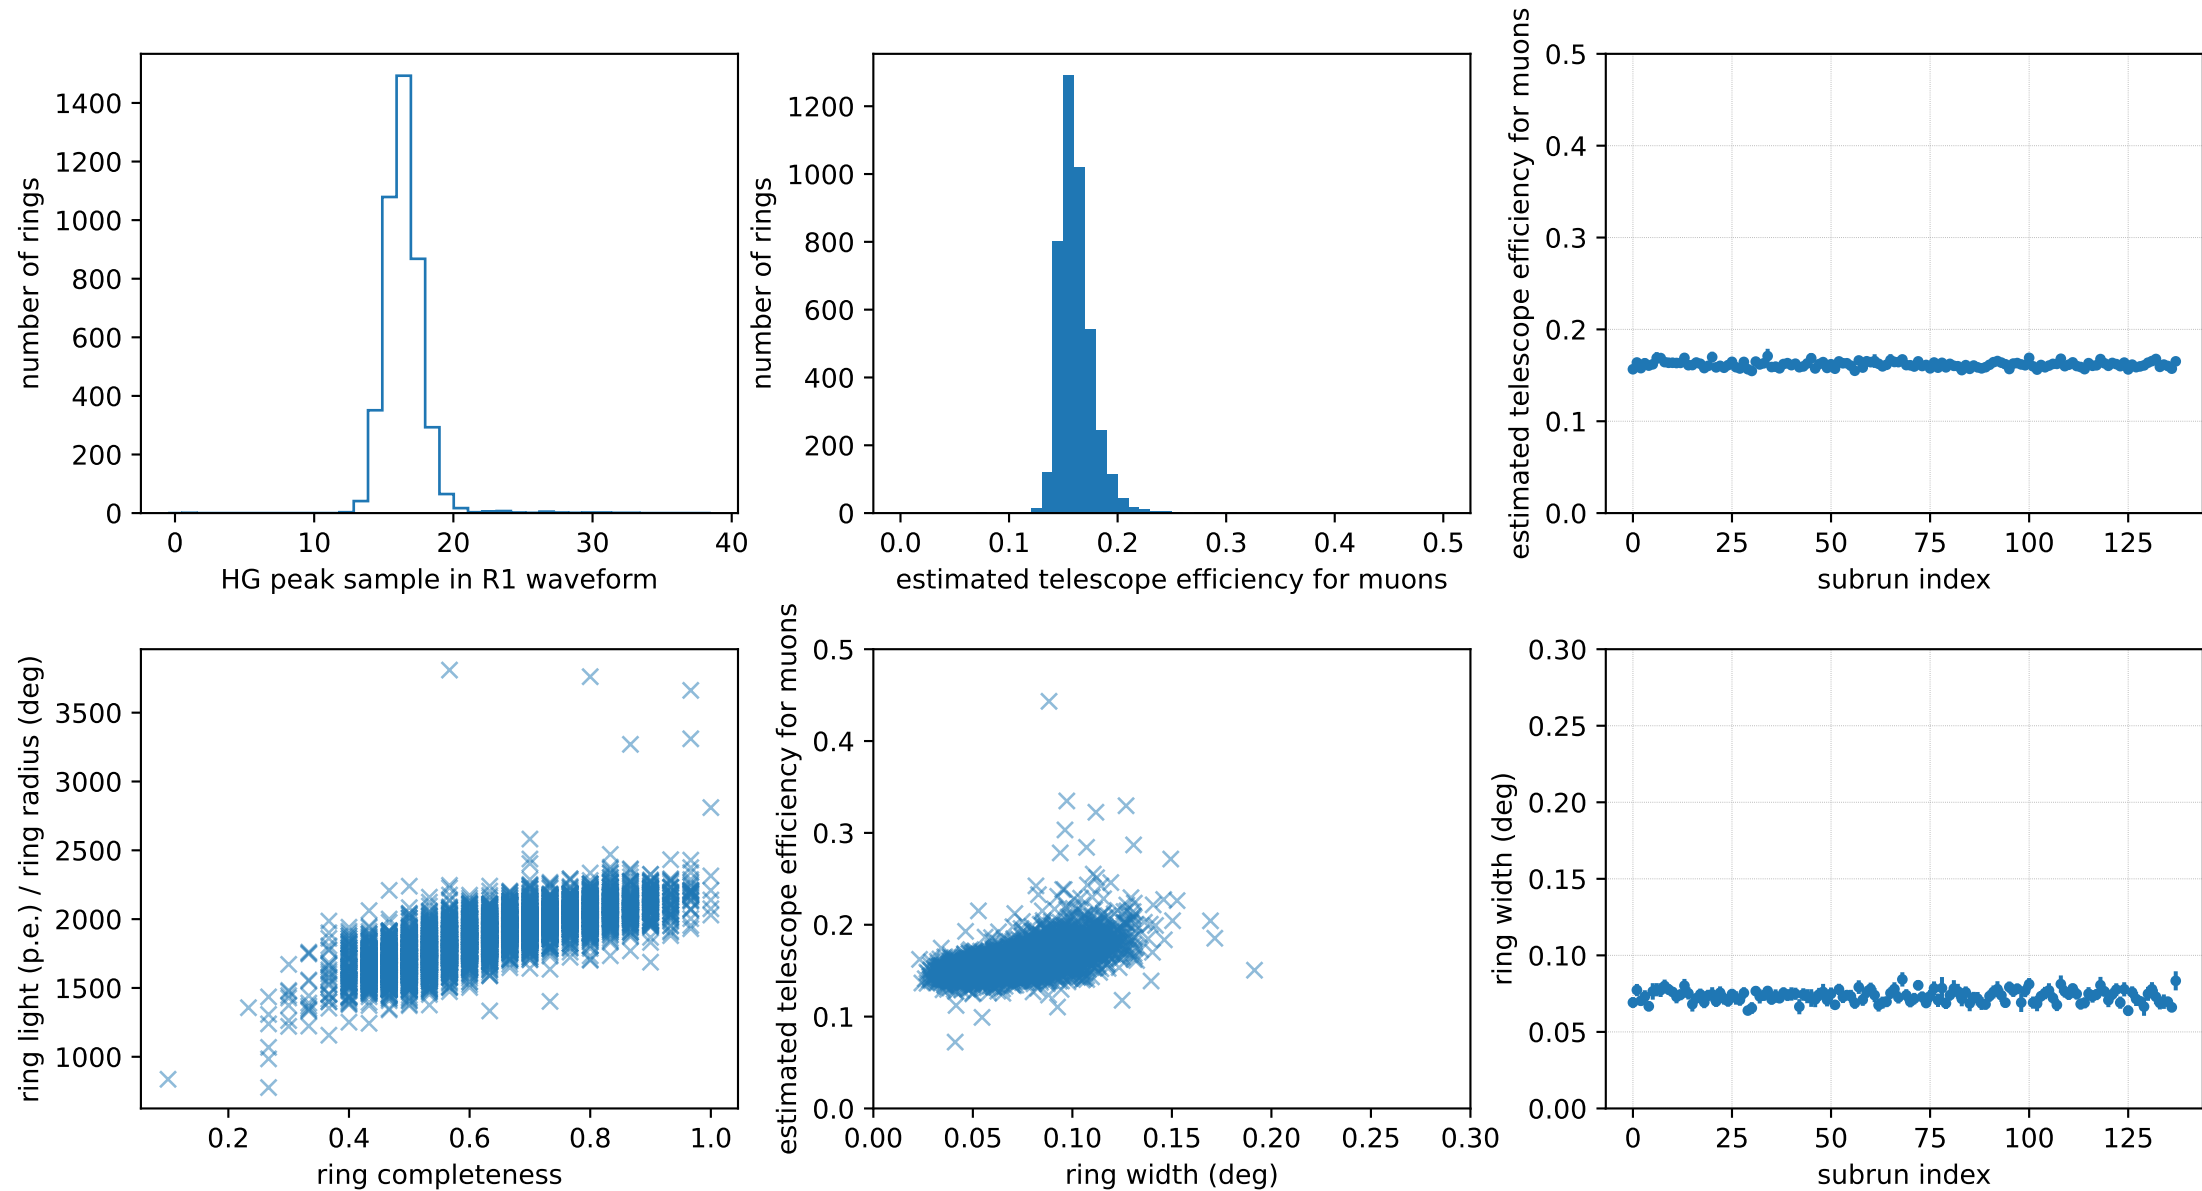 number of rings
1400
1200
1000
800
600
400
200
0
0 10 20 30 40
HG peak sample in R1 waveform
number of rings
1200
1000
800
600
400
200
0
0.0 0.1 0.2 0.3 0.4 0.5
estimated telescope efficiency for muons
estimated telescope efficiency for muons
0.5
0.4
0.3
0.2
0.1
0.0
0 25 50 75 100 125
subrun index
ring light (p.e.) / ring radius (deg)
3500
3000
2500
2000
1500
1000
0.2 0.4 0.6 0.8 1.0
ring completeness
estimated telescope efficiency for muons
0.5
0.4
0.3
0.2
0.1
0.0
0.00 0.05 0.10 0.15 0.20 0.25 0.30
ring width (deg)
ring width (deg)
0.30
0.25
0.20
0.15
0.10
0.05
0.00
0 25 50 75 100 125
subrun index